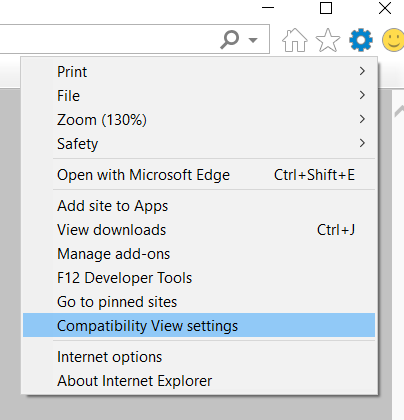 Print
File
Zoom (130%)
Safety
Open with Microsoft Edge Ctrl+Shift+E
Add site to Apps
View downloads Ctrl+J
Manage add-ons
F12 Developer Tools
Go to pinned sites
Compatibility View settings
Internet options
About Internet Explorer